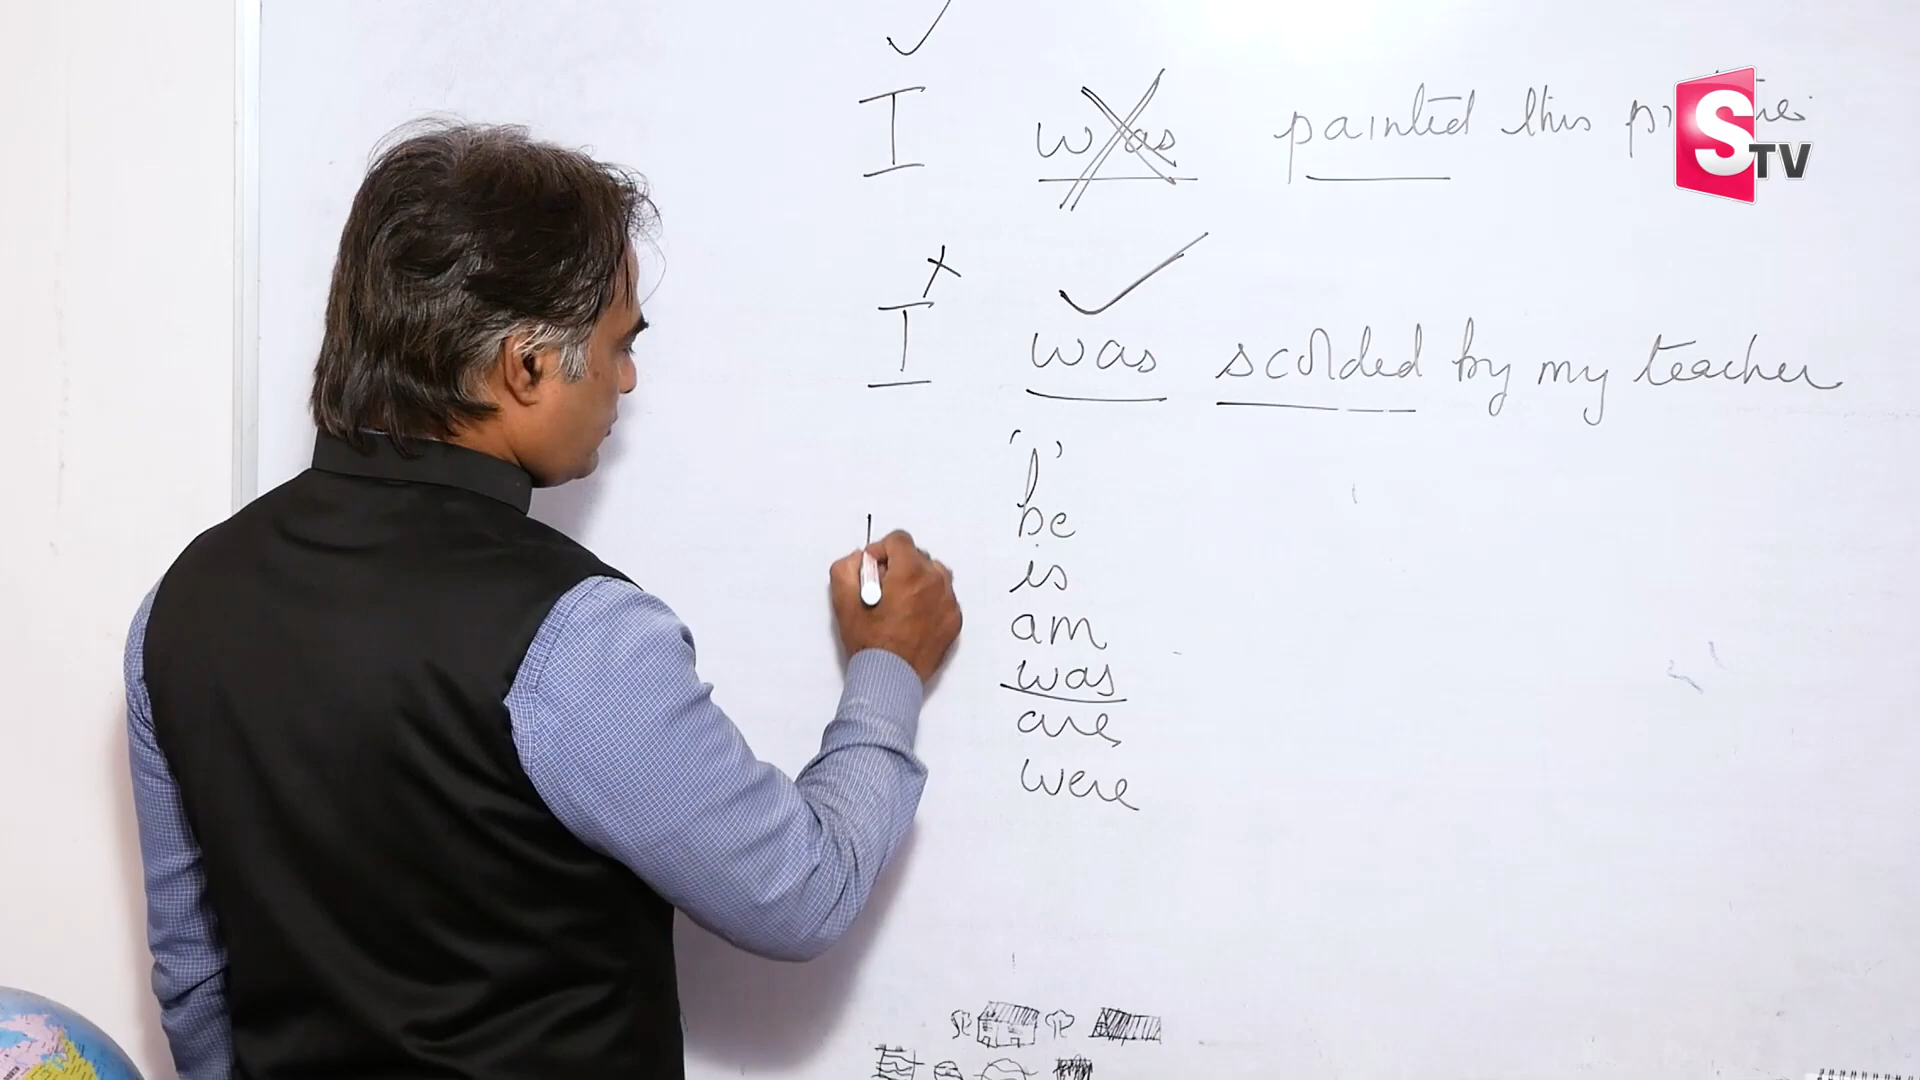 I was painted this
STV
I was scolded by my teacher
'f'
be
is
am
was
are
were